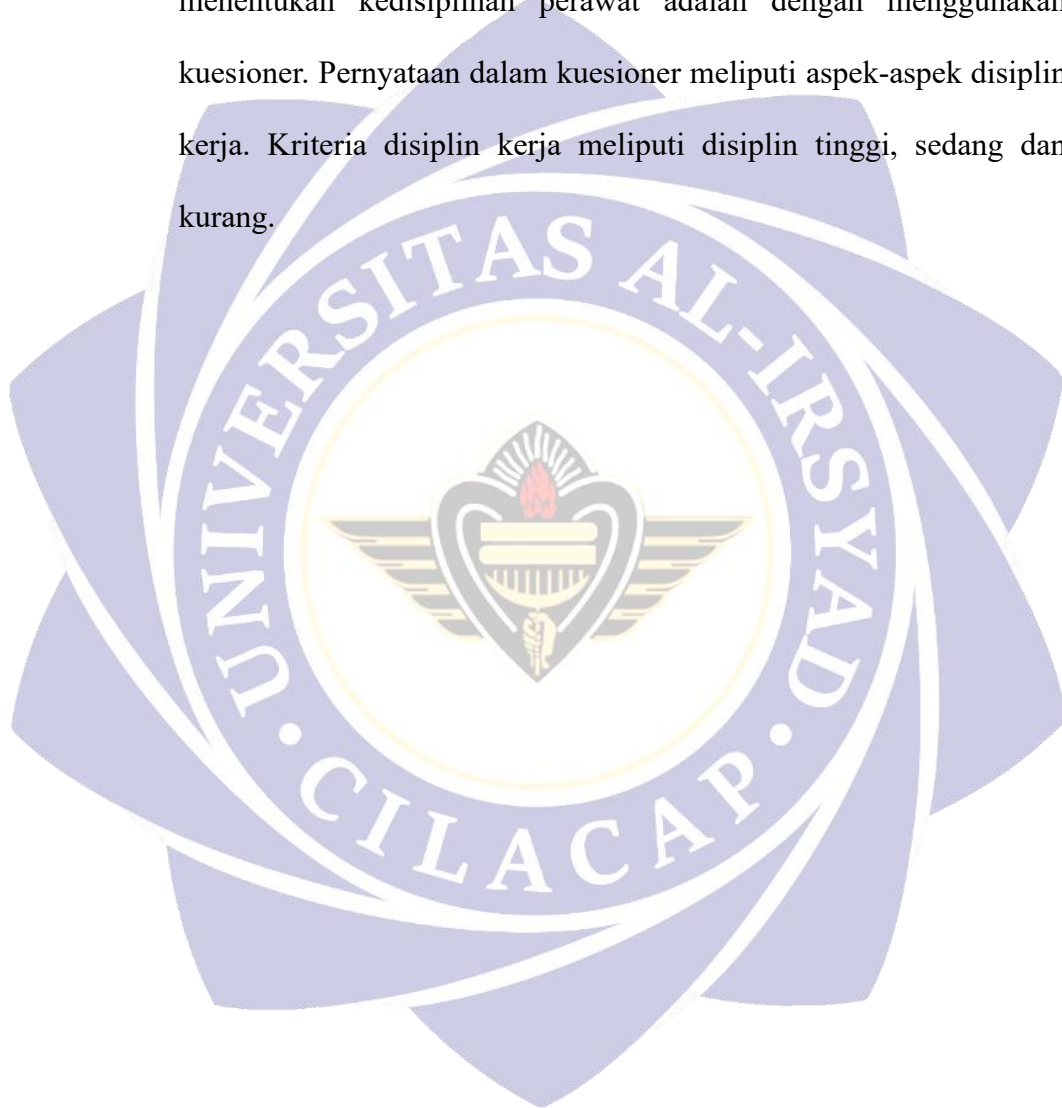 menentukan kedisiplinan perawat adalah dengan menggunakan
kuesioner. Pernyataan dalam kuesioner meliputi aspek-aspek disiplin
kerja. Kriteria disiplin kerja meliputi disiplin tinggi, sedang dan
kurang.
UNIVERSITAS AL-IRSYAD
• CILACAP •